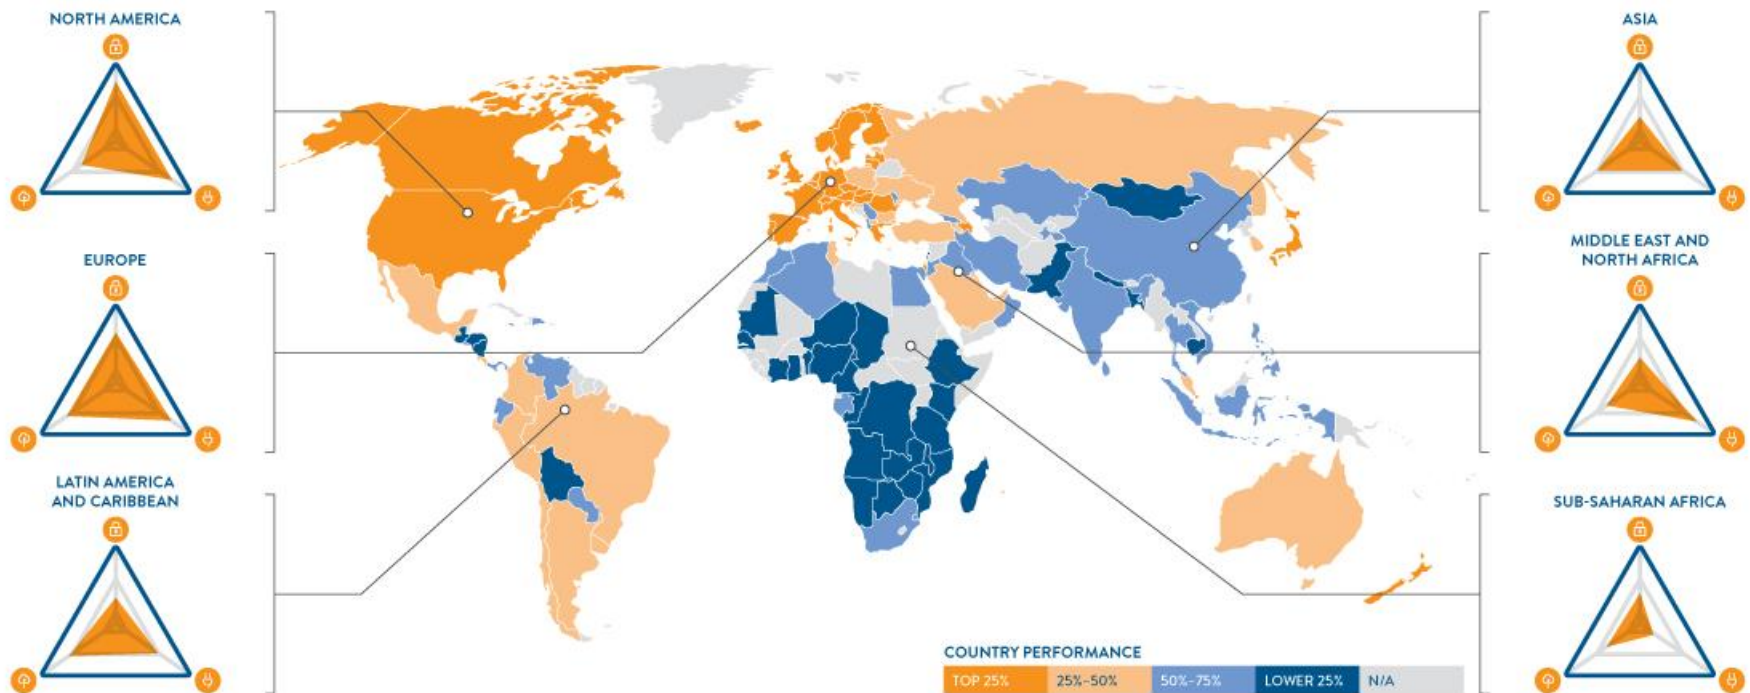 NORTH AMERICA
EUROPE
LATIN AMERICA
AND CARIBBEAN
ASIA
MIDDLE EAST AND
NORTH AFRICA
SUB-SAHARAN AFRICA
COUNTRY PERFORMANCE
TOP 25%
25%–50%
50%–75%
LOWER 25%
N/A